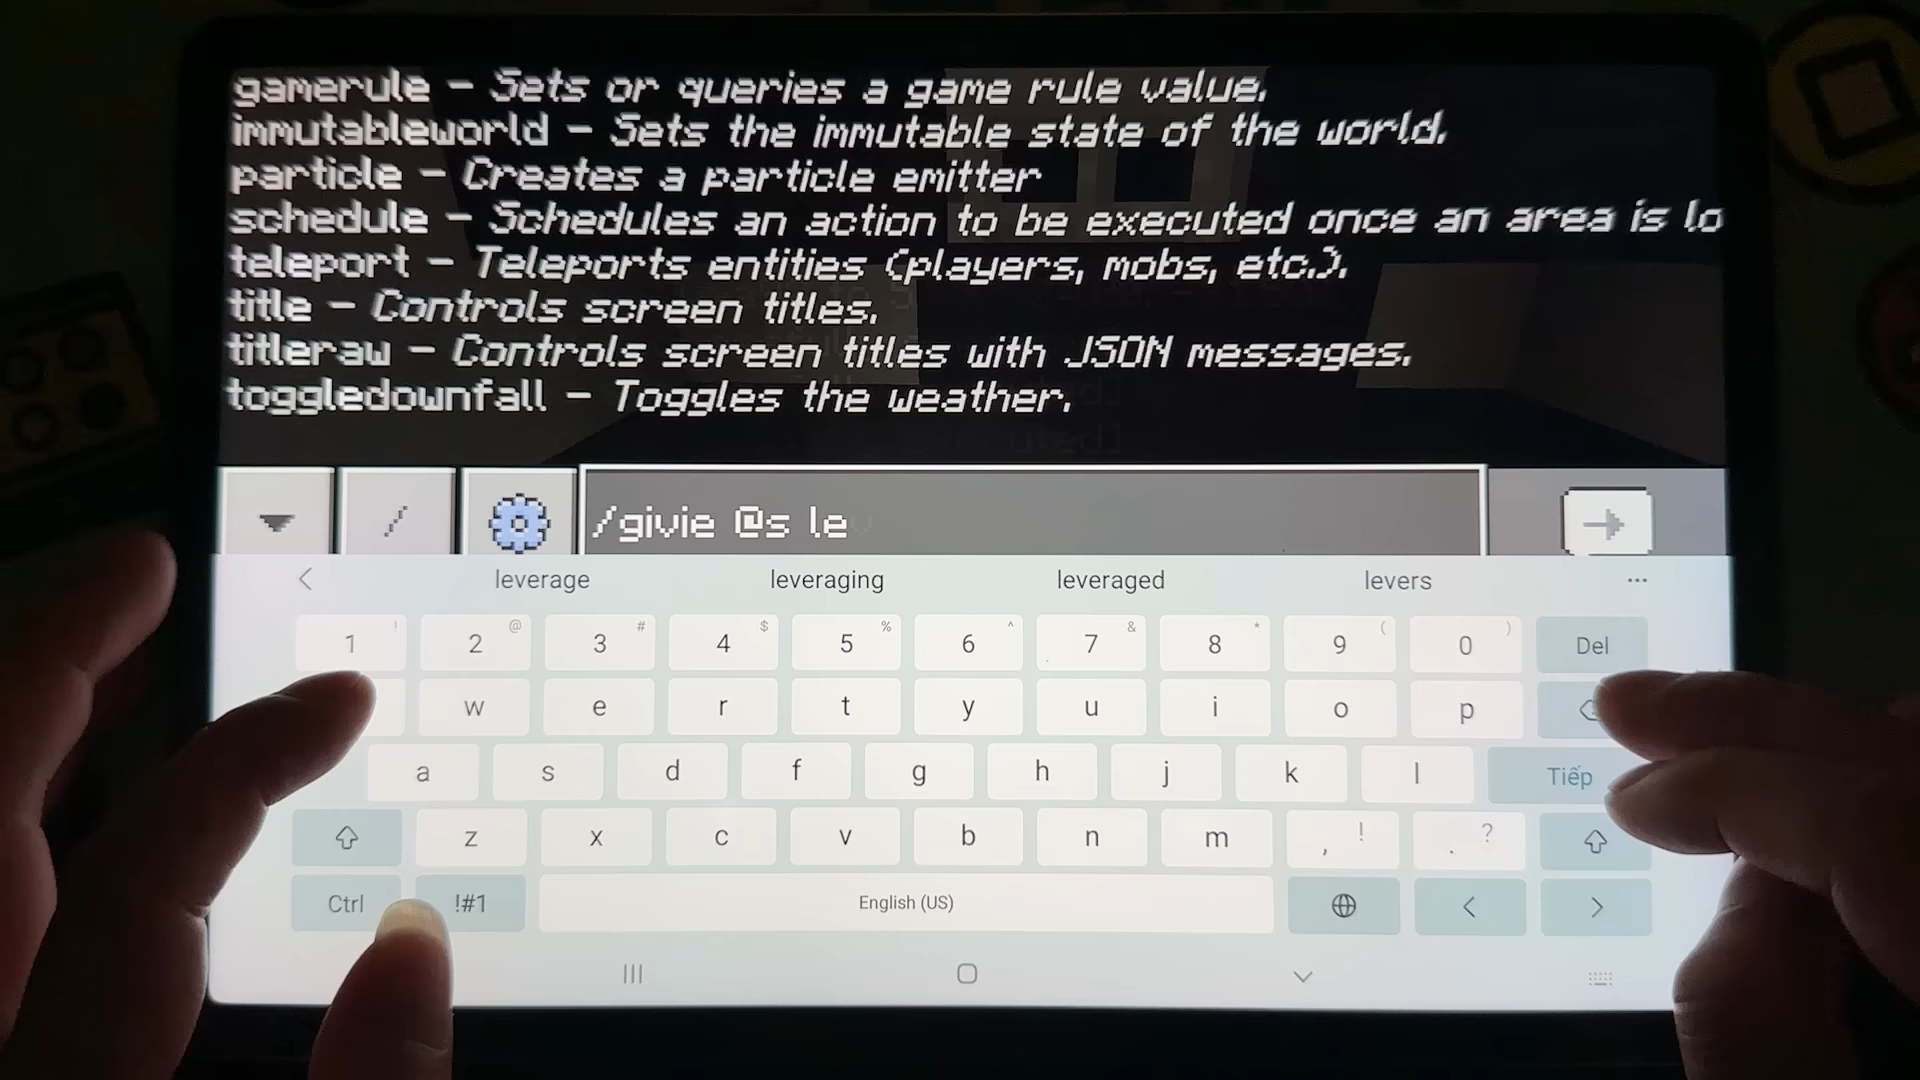 gamerule – Sets or queries a game rule value.
immutableworld – Sets the immutable state of the world.
particle – Creates a particle emitter
schedule – Schedules an action to be executed once an area is lo
teleport – Teleports entities (players, mobs, etc.).
title – Controls screen titles.
titleraw – Controls screen titles with JSON messages.
toggledownfall – Toggles the weather.
/ /givie @s le
leverage leveraging leveraged levers ...
1 ! 2 @ 3 # 4 $ 5 % 6 ^ 7 & 8 * 9 ( 0 ) Del
w e r t y u i o p
a s d f g h j k l Tiếp
z x c v b n m , ! . ?
Ctrl !#1 English (US) < >